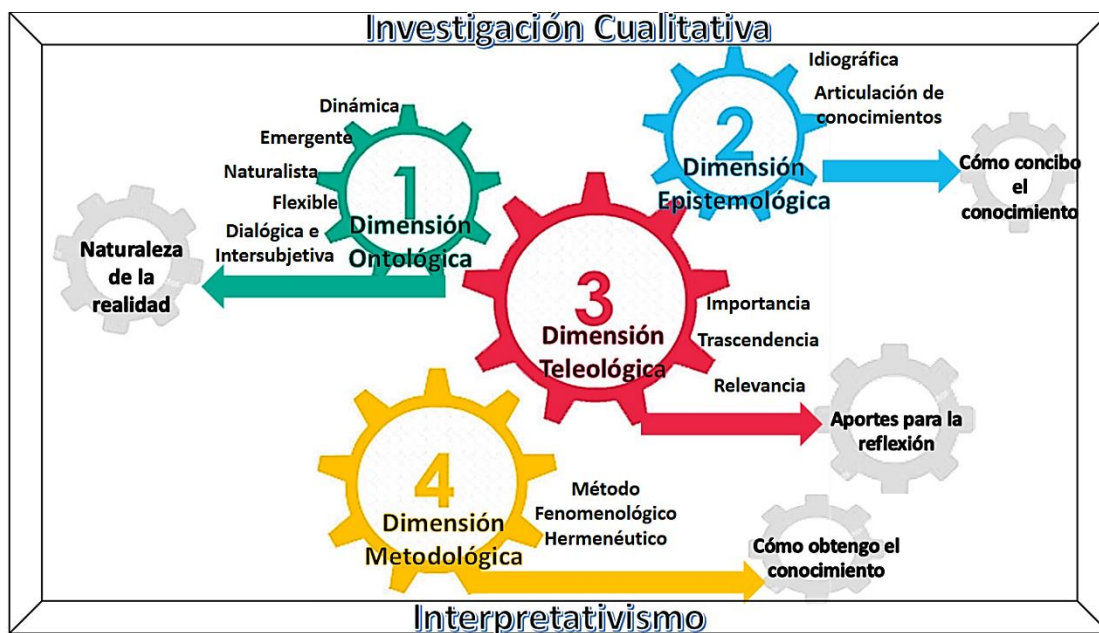 Investigación Cualitativa
Dinámica
Emergente
Naturalista
Flexible
Dialógica e
Intersubjetiva
1
Dimensión
Ontológica
Naturaleza
de la
realidad
2
Dimensión
Epistemológica
Idiográfica
Articulación de
conocimientos
Cómo concibo
el
conocimiento
3
Dimensión
Teleológica
Importancia
Trascendencia
Relevancia
Aportes para la
reflexión
4
Dimensión
Metodológica
Método
Fenomenológico
Hermenéutico
Cómo obtengo el
conocimiento
Interpretativismo